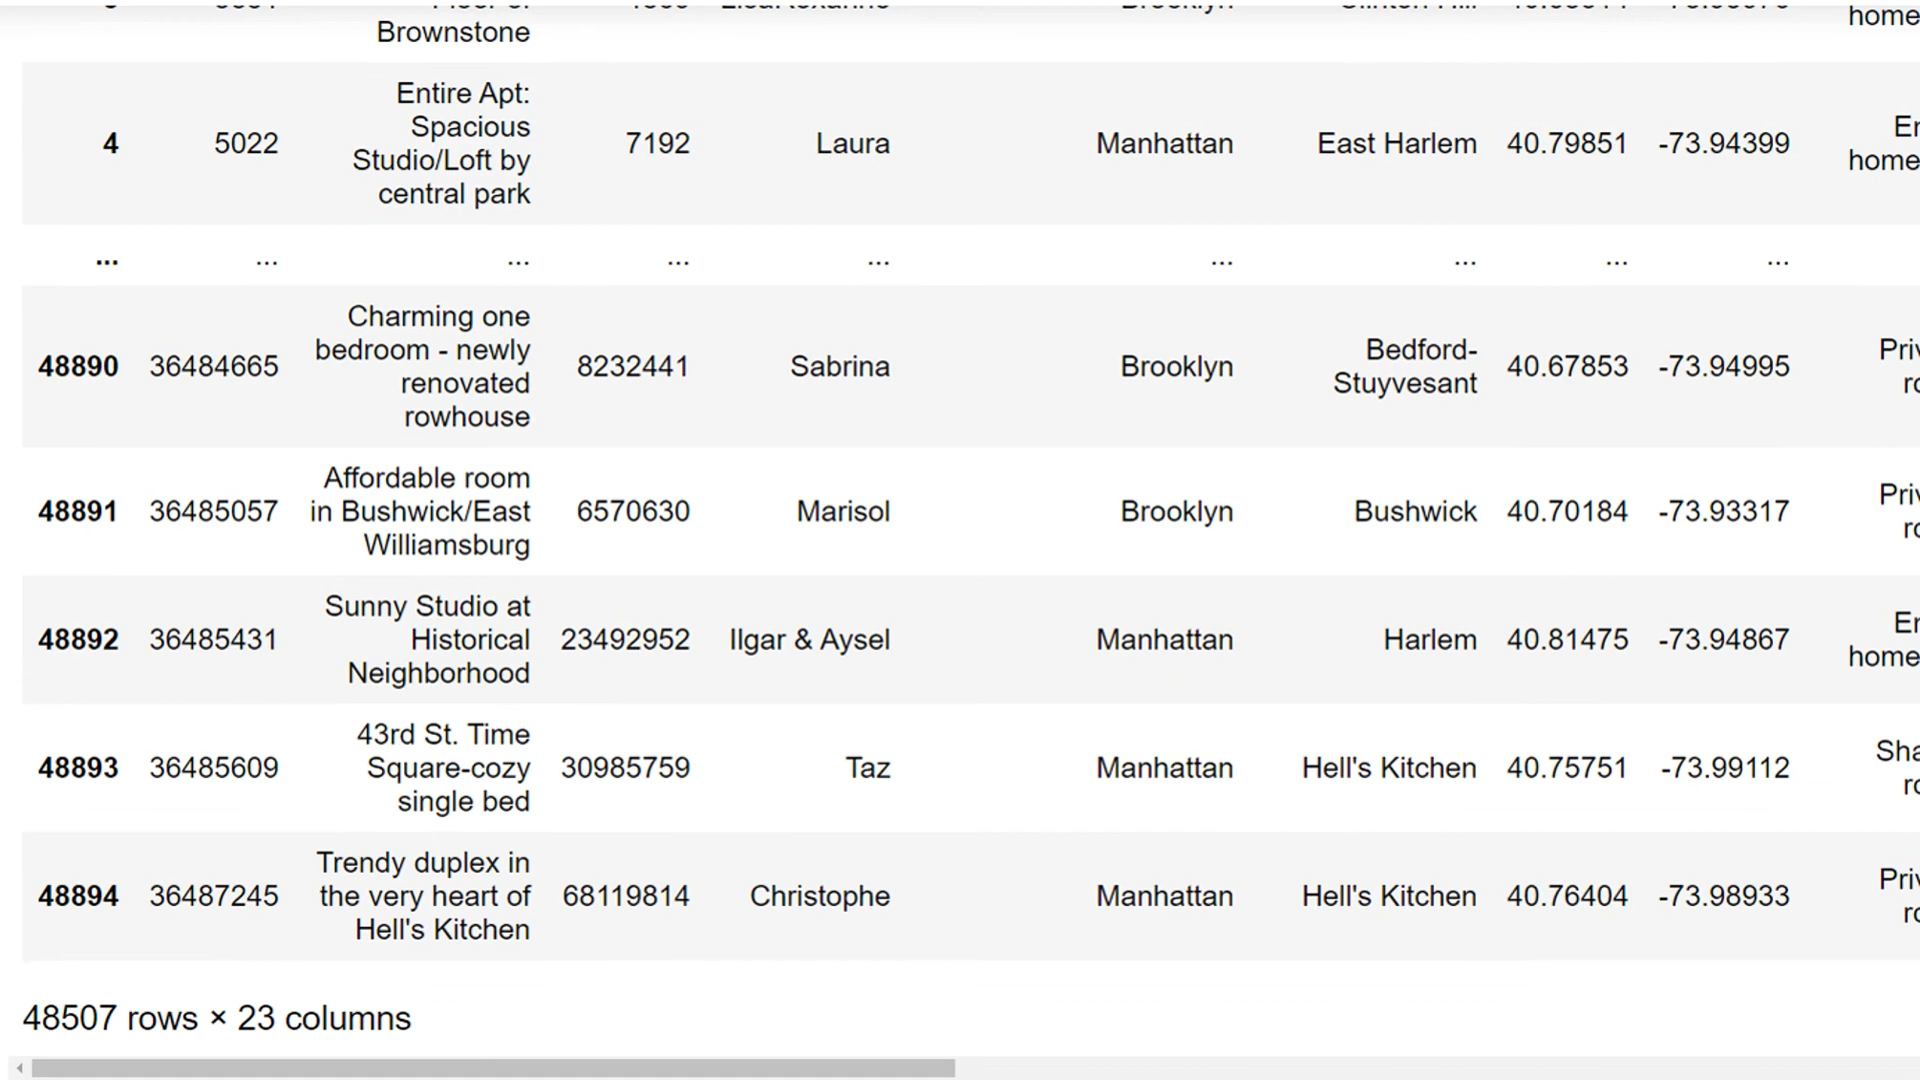 Brownstone
home
Entire Apt:
Spacious
Studio/Loft by
central park
4 5022 7192 Laura Manhattan East Harlem 40.79851 -73.94399
home
... ... ... ... ... ... ... ... ...
Charming one
bedroom - newly
renovated
rowhouse
48890 36484665 8232441 Sabrina Brooklyn Bedford-
Stuyvesant 40.67853 -73.94995
Affordable room
in Bushwick/East
Williamsburg
48891 36485057 6570630 Marisol Brooklyn Bushwick 40.70184 -73.93317
Sunny Studio at
Historical
Neighborhood
48892 36485431 23492952 Ilgar & Aysel Manhattan Harlem 40.81475 -73.94867
home
43rd St. Time
Square-cozy
single bed
48893 36485609 30985759 Taz Manhattan Hell's Kitchen 40.75751 -73.99112
Trendy duplex in
the very heart of
Hell's Kitchen
48894 36487245 68119814 Christophe Manhattan Hell's Kitchen 40.76404 -73.98933
48507 rows × 23 columns